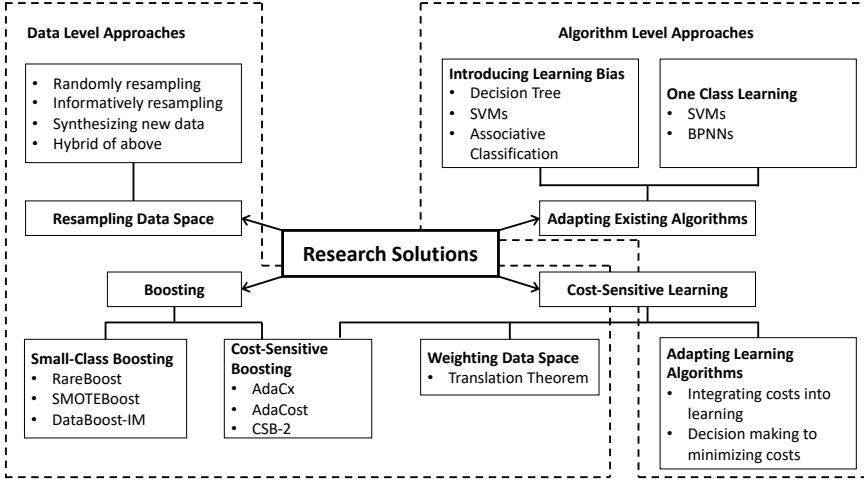 Data Level Approaches
• Randomly resampling
• Informatively resampling
• Synthesizing new data
• Hybrid of above
Resampling Data Space
Algorithm Level Approaches
Introducing Learning Bias
• Decision Tree
• SVMs
• Associative
Classification
One Class Learning
• SVMs
• BPNNs
Adapting Existing Algorithms
Research Solutions
Boosting
Cost-Sensitive Learning
Small-Class Boosting
• RareBoost
• SMOTEBoost
• DataBoost-IM
Cost-Sensitive
Boosting
• AdaCx
• AdaCost
• CSB-2
Weighting Data Space
• Translation Theorem
Adapting Learning
Algorithms
• Integrating costs into
learning
• Decision making to
minimizing costs